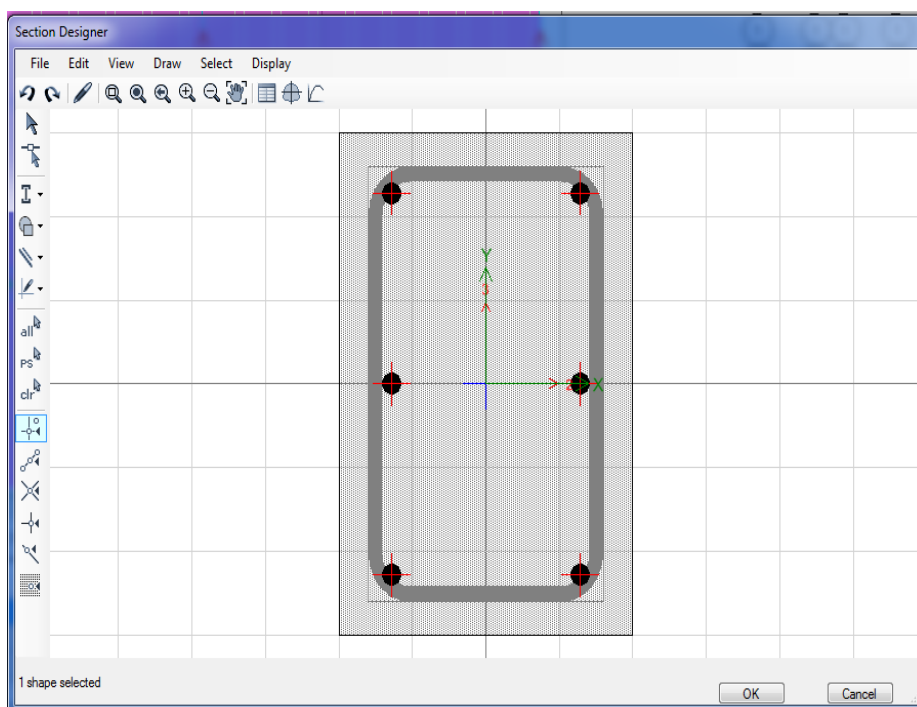 Section Designer
File Edit View Draw Select Display
all
PS
clr
Y
3
2 X
1 shape selected
OK Cancel